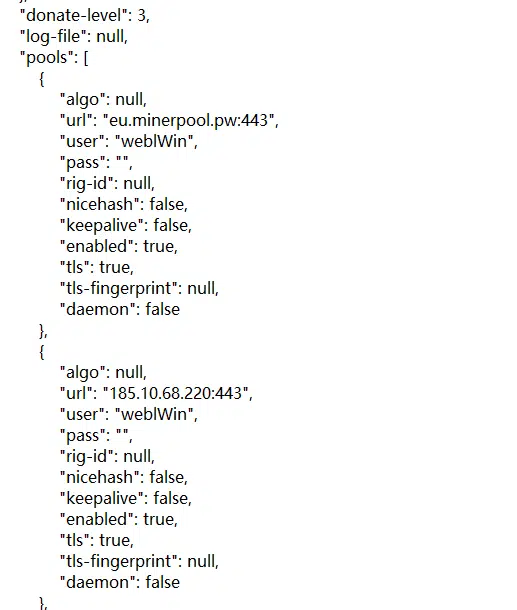 "donate-level": 3,
"log-file": null,
"pools": [
{
"algo": null,
"url": "eu.minerpool.pw:443",
"user": "weblWin",
"pass": "",
"rig-id": null,
"nicehash": false,
"keepalive": false,
"enabled": true,
"tls": true,
"tls-fingerprint": null,
"daemon": false
},
{
"algo": null,
"url": "185.10.68.220:443",
"user": "weblWin",
"pass": "",
"rig-id": null,
"nicehash": false,
"keepalive": false,
"enabled": true,
"tls": true,
"tls-fingerprint": null,
"daemon": false
},